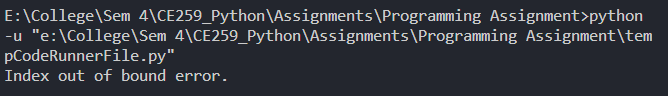 E:\College\Sem 4\CE259_Python\Assignments\Programming Assignment>python
-u "e:\College\Sem 4\CE259_Python\Assignments\Programming Assignment\tem
pCodeRunnerFile.py"
Index out of bound error.